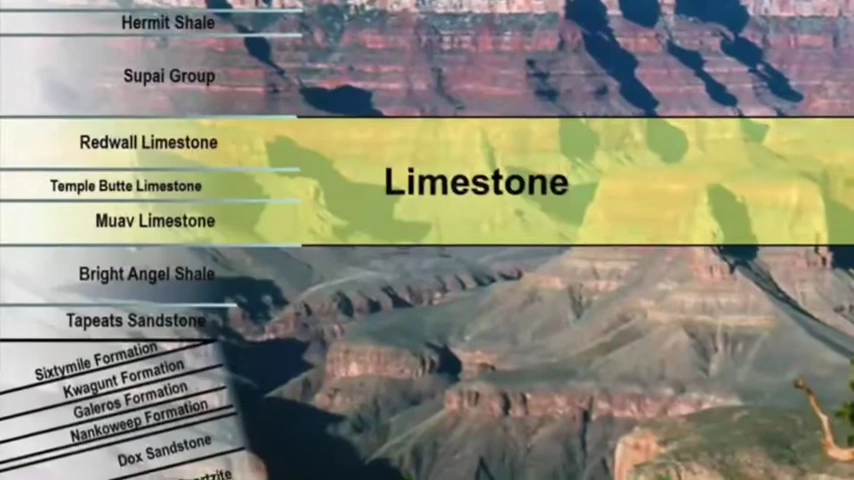 Hermit Shale
Supai Group
Redwall Limestone
Temple Butte Limestone
Limestone
Muav Limestone
Bright Angel Shale
Tapeats Sandstone
Sixtymile Formation
Kwagunt Formation
Galeros Formation
Nankoweep Formation
Dox Sandstone